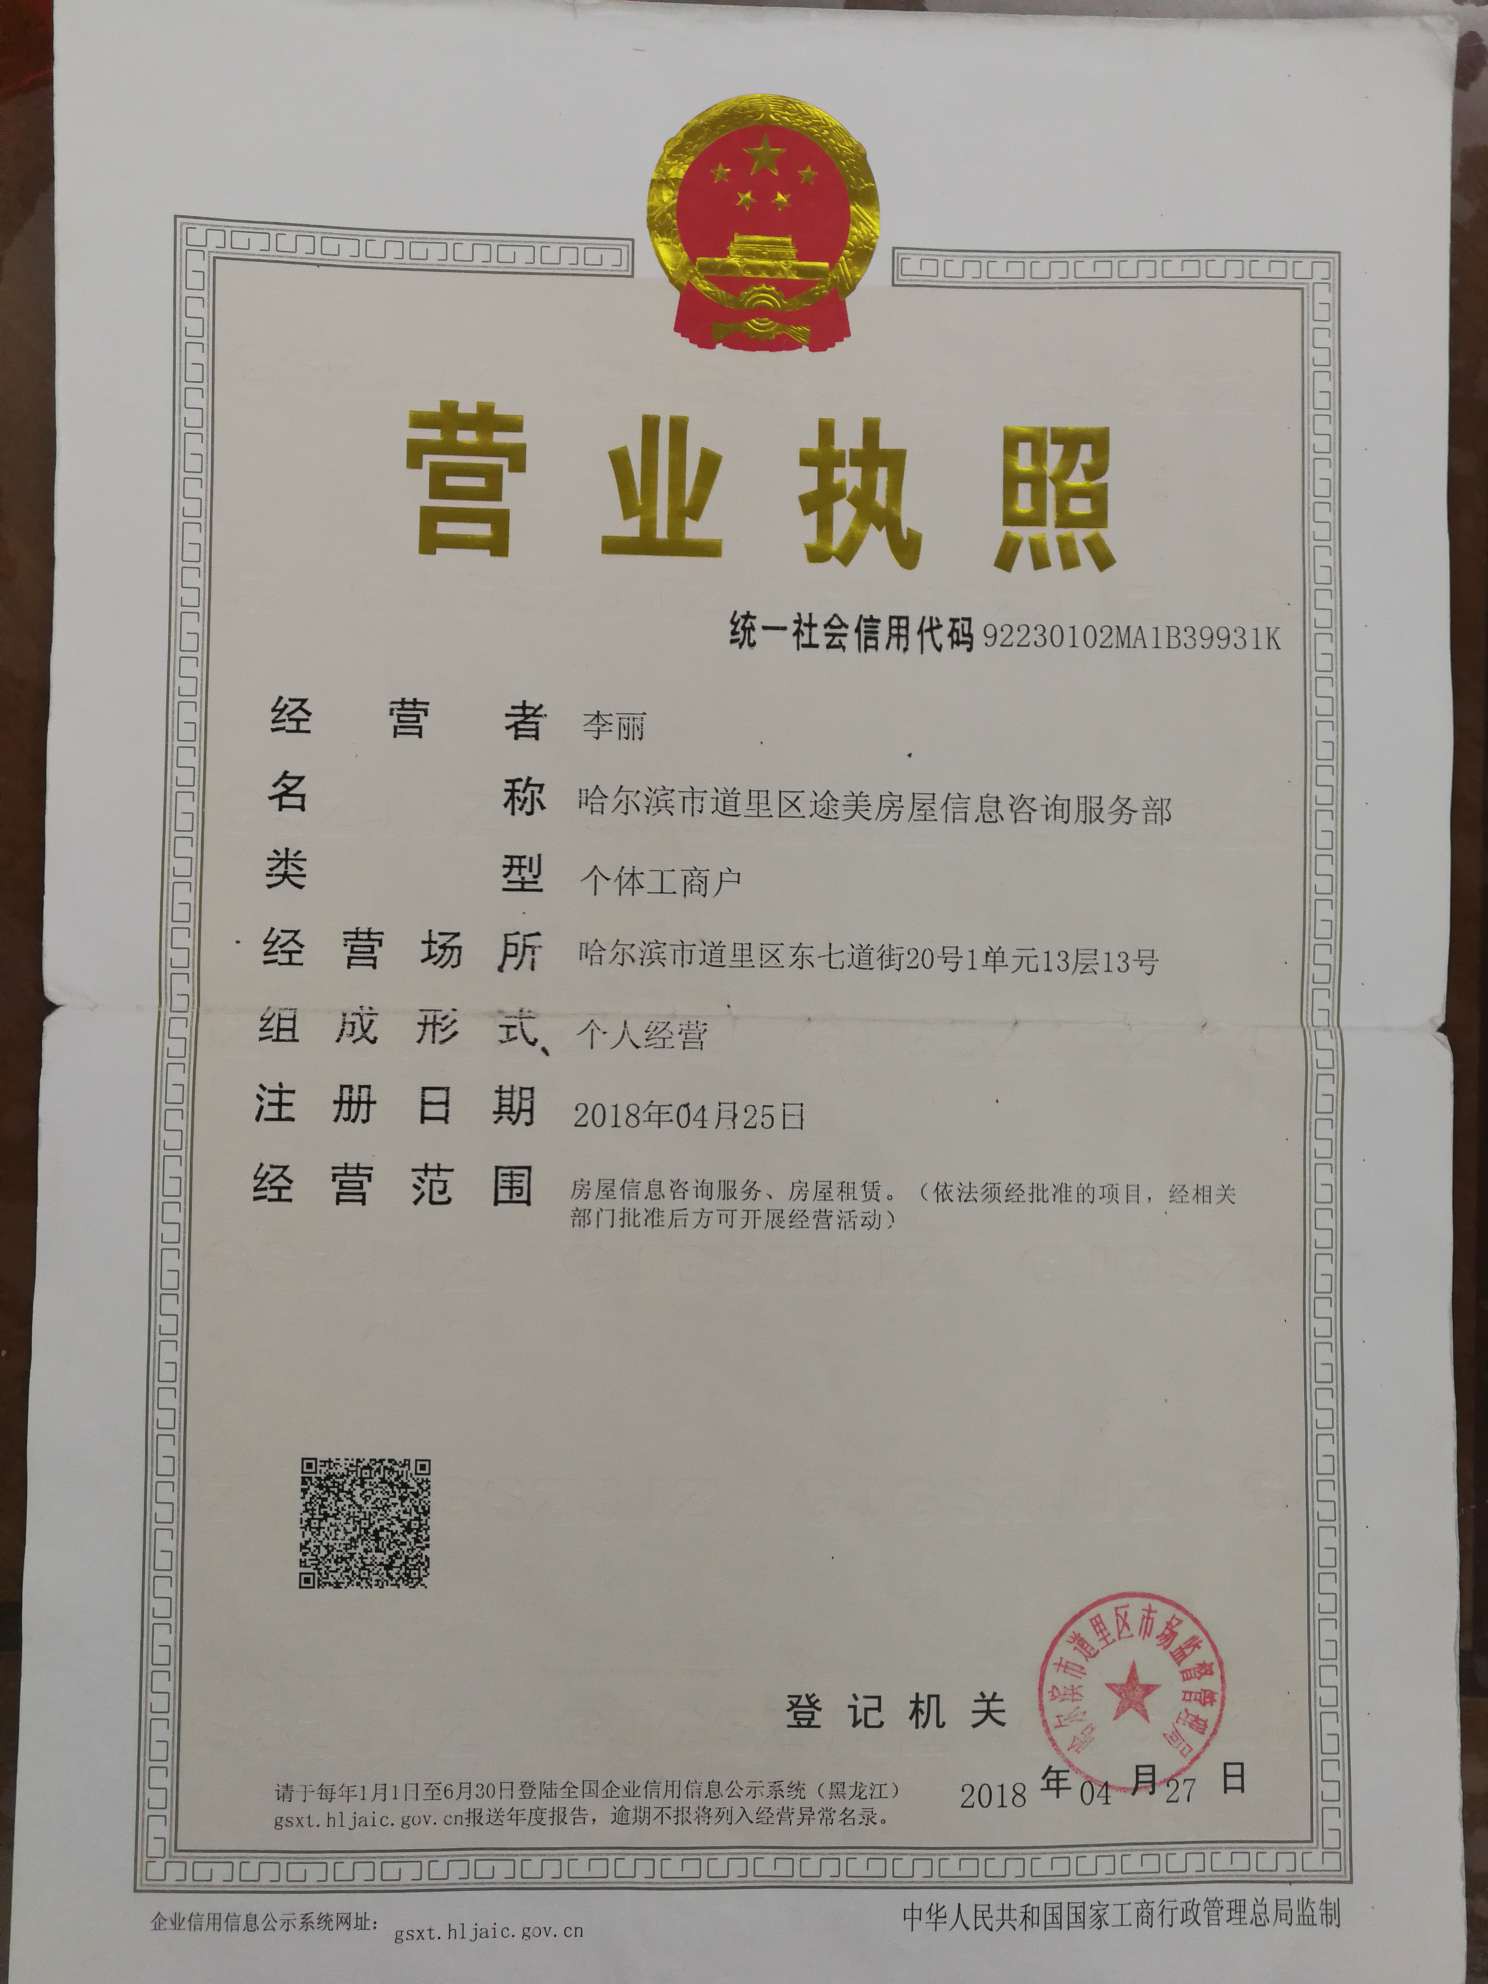 营业执照
统一社会信用代码 92230102MA1B39931K
经营者 李丽
名称 哈尔滨市道里区途美房屋信息咨询服务部
类型 个体工商户
经营场所 哈尔滨市道里区东七道街20号1单元13层13号
组成形式 个人经营
注册日期 2018年04月25日
经营范围 房屋信息咨询服务、房屋租赁。（依法须经批准的项目，经相关
部门批准后方可开展经营活动）
哈尔滨市道里区市场监督管理局
登记机关
2018 年 04 月 27 日
请于每年1月1日至6月30日登陆全国企业信用信息公示系统（黑龙江）
gsxt.hljaic.gov.cn报送年度报告，逾期不报将列入经营异常名录。
企业信用信息公示系统网址： gsxt.hljaic.gov.cn
中华人民共和国国家工商行政管理总局监制